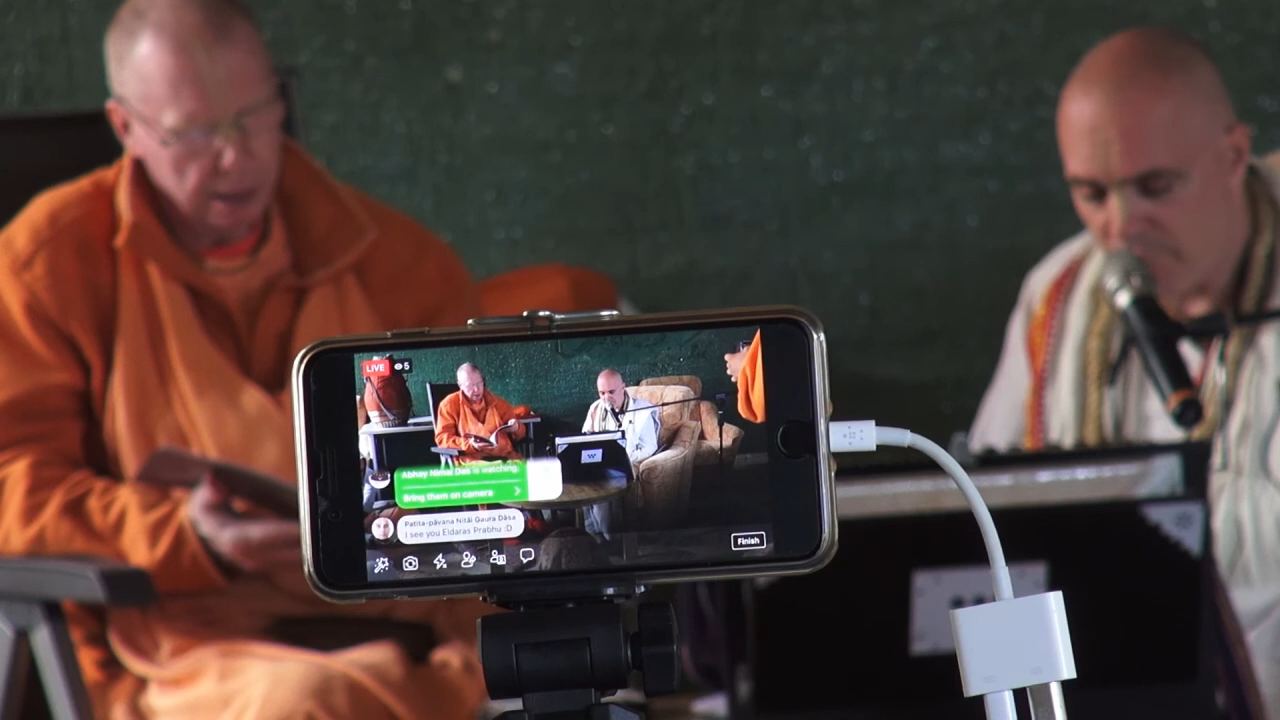 LIVE 5
Abhay Nimai Das is watching.
Bring them on camera
Patita-pāvana Nitāi Gaura Dāsa
I see you Eldaras Prabhu :D
Finish